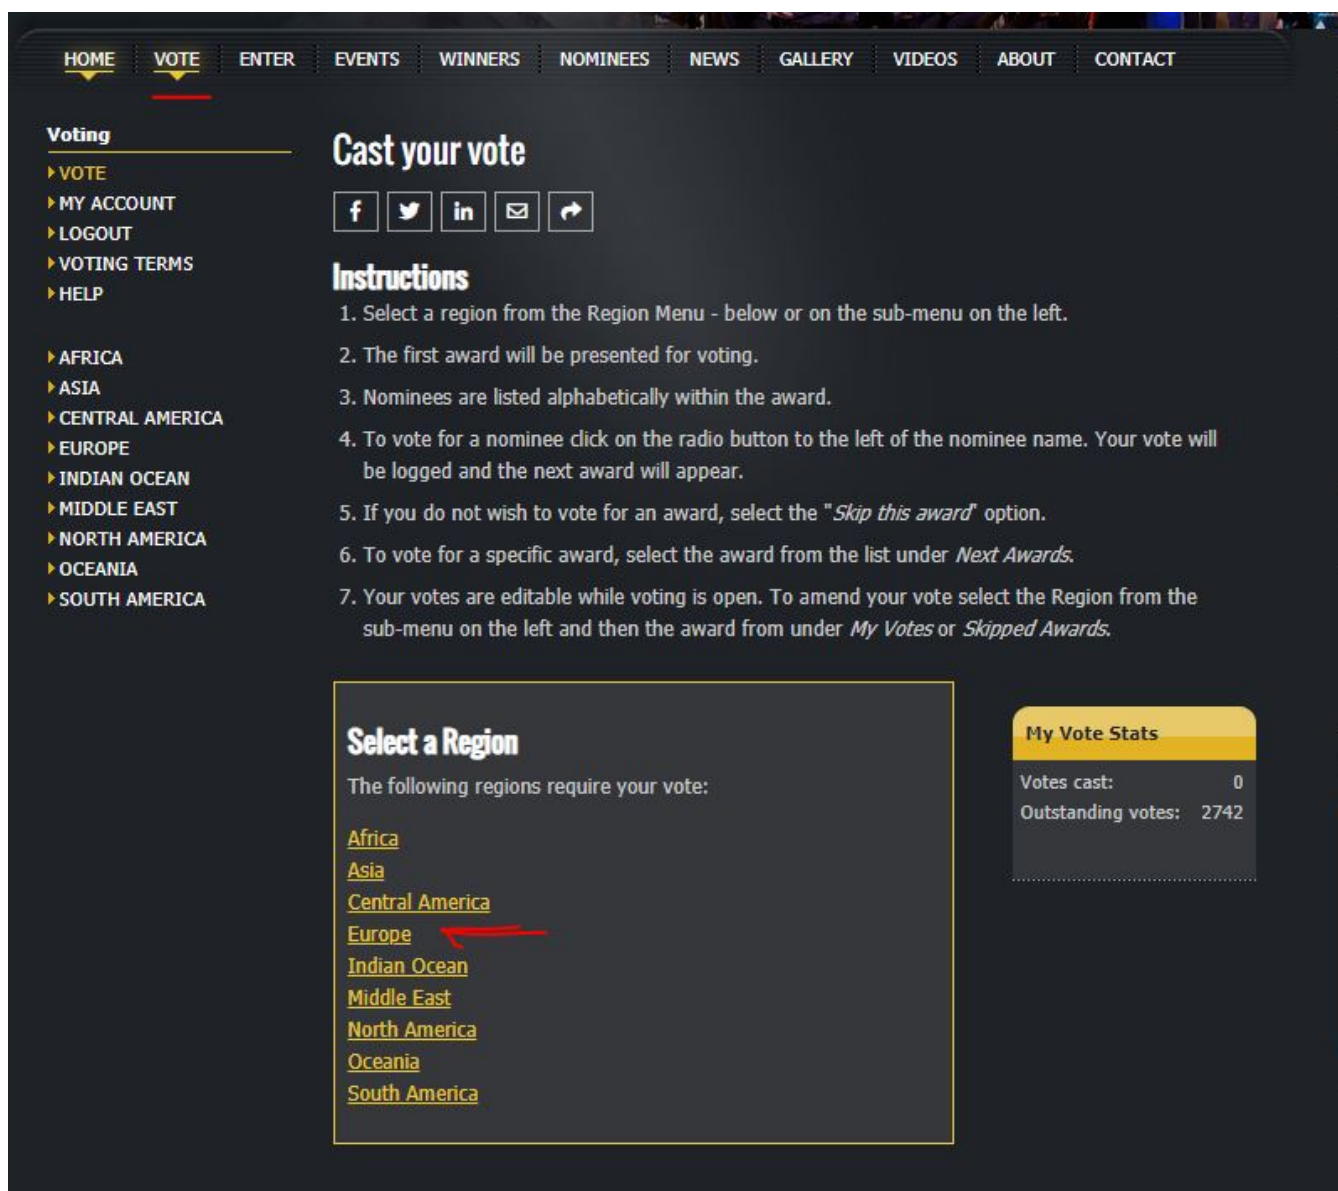 HOME VOTE ENTER EVENTS WINNERS NOMINEES NEWS GALLERY VIDEOS ABOUT CONTACT
Voting
VOTE
MY ACCOUNT
LOGOUT
VOTING TERMS
HELP
AFRICA
ASIA
CENTRAL AMERICA
EUROPE
INDIAN OCEAN
MIDDLE EAST
NORTH AMERICA
OCEANIA
SOUTH AMERICA
Cast your vote
Instructions
1. Select a region from the Region Menu - below or on the sub-menu on the left.
2. The first award will be presented for voting.
3. Nominees are listed alphabetically within the award.
4. To vote for a nominee click on the radio button to the left of the nominee name. Your vote will
be logged and the next award will appear.
5. If you do not wish to vote for an award, select the "Skip this award" option.
6. To vote for a specific award, select the award from the list under Next Awards.
7. Your votes are editable while voting is open. To amend your vote select the Region from the
sub-menu on the left and then the award from under My Votes or Skipped Awards.
Select a Region
The following regions require your vote:
Africa
Asia
Central America
Europe
Indian Ocean
Middle East
North America
Oceania
South America
My Vote Stats
Votes cast: 0
Outstanding votes: 2742